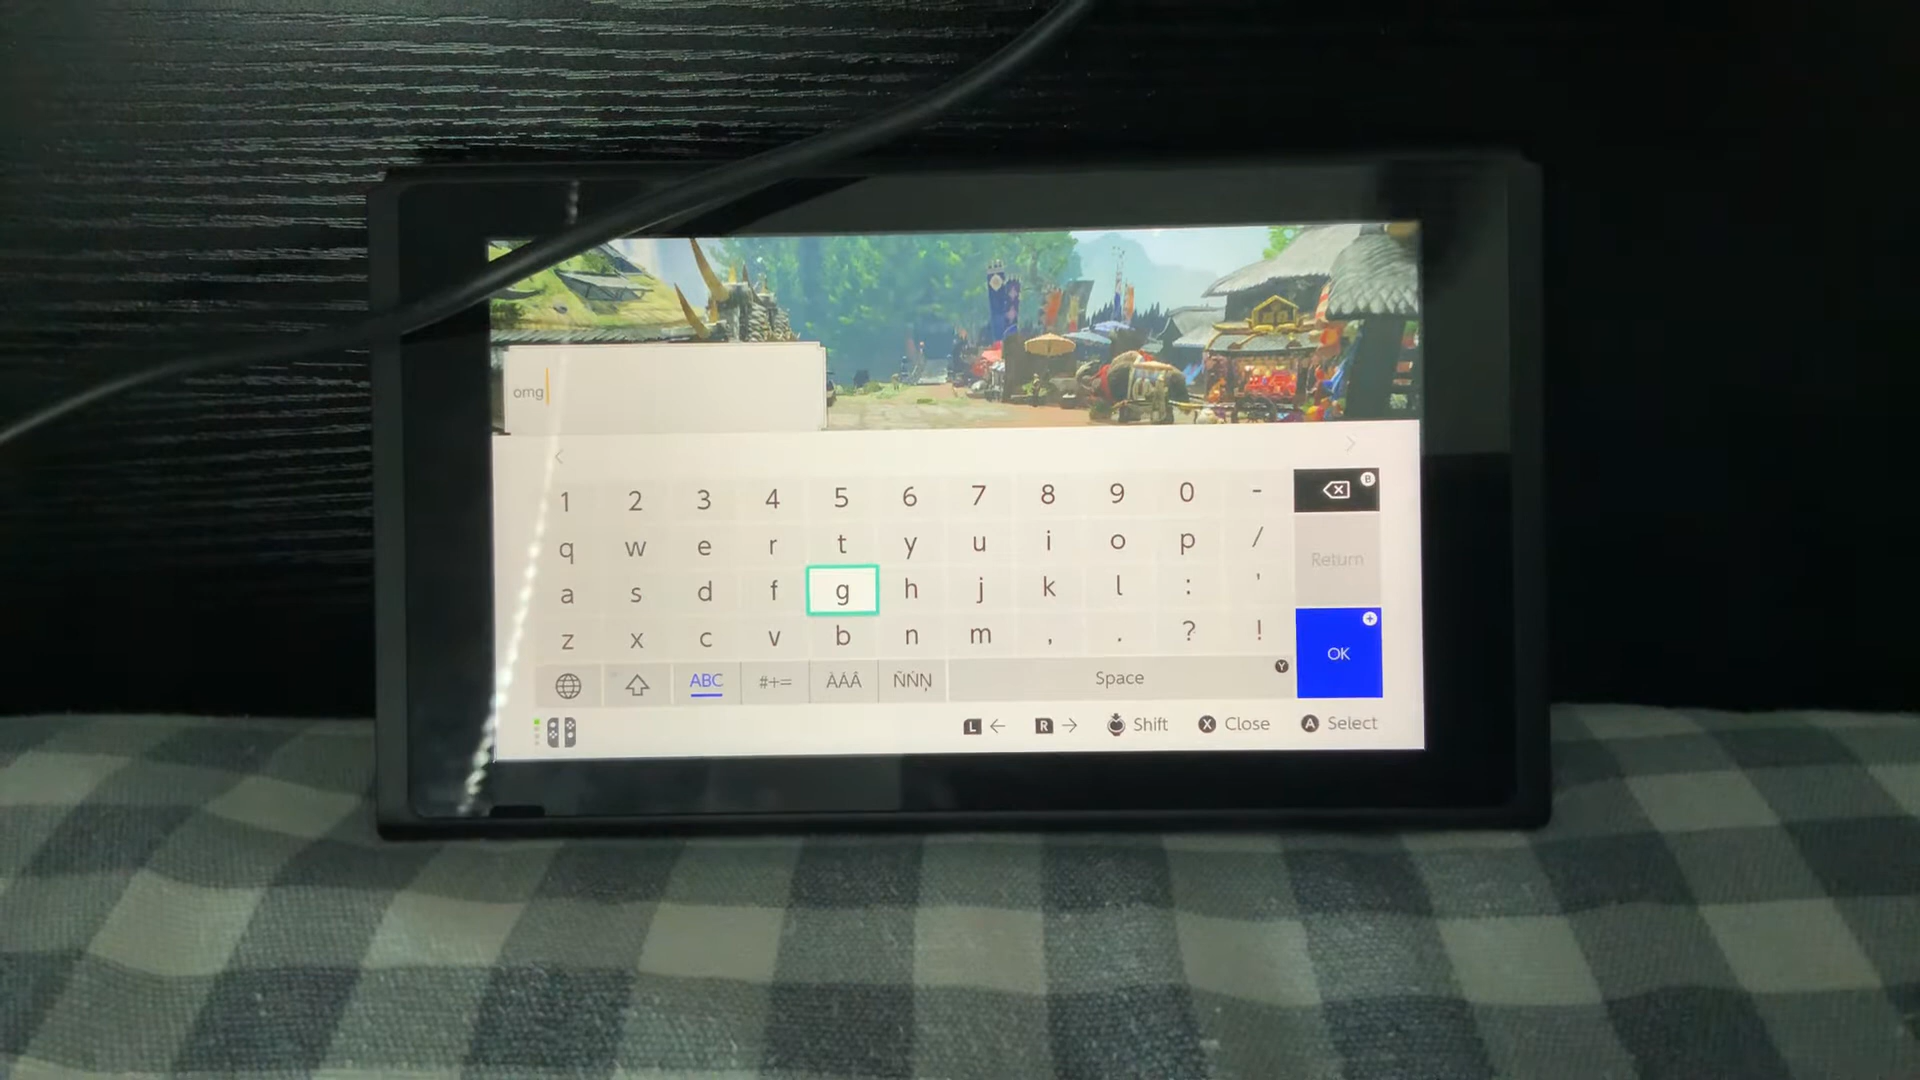 omg
1 2 3 4 5 6 7 8 9 0 -
q w e r t y u i o p /
Return
a s d f g h j k l : '
z x c v b n m , . ? !
OK
ABC #+= ÀÁÂ ÑŃŅ Space
L ← R → Shift X Close A Select
B
+
Y